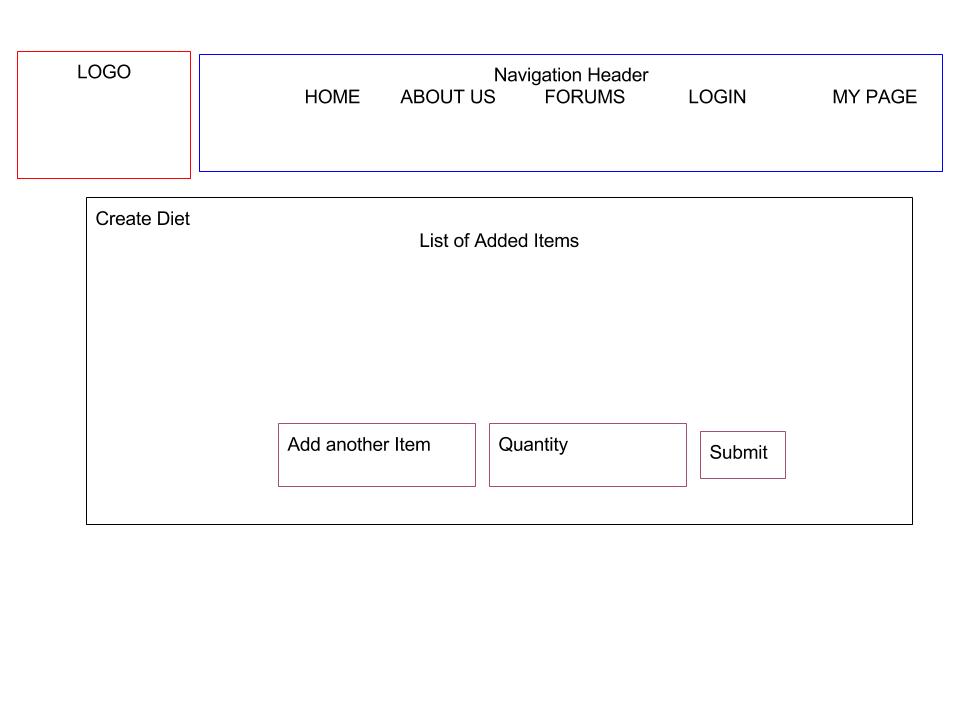 LOGO
Navigation Header
HOME ABOUT US FORUMS LOGIN MY PAGE
Create Diet
List of Added Items
Add another Item
Quantity
Submit